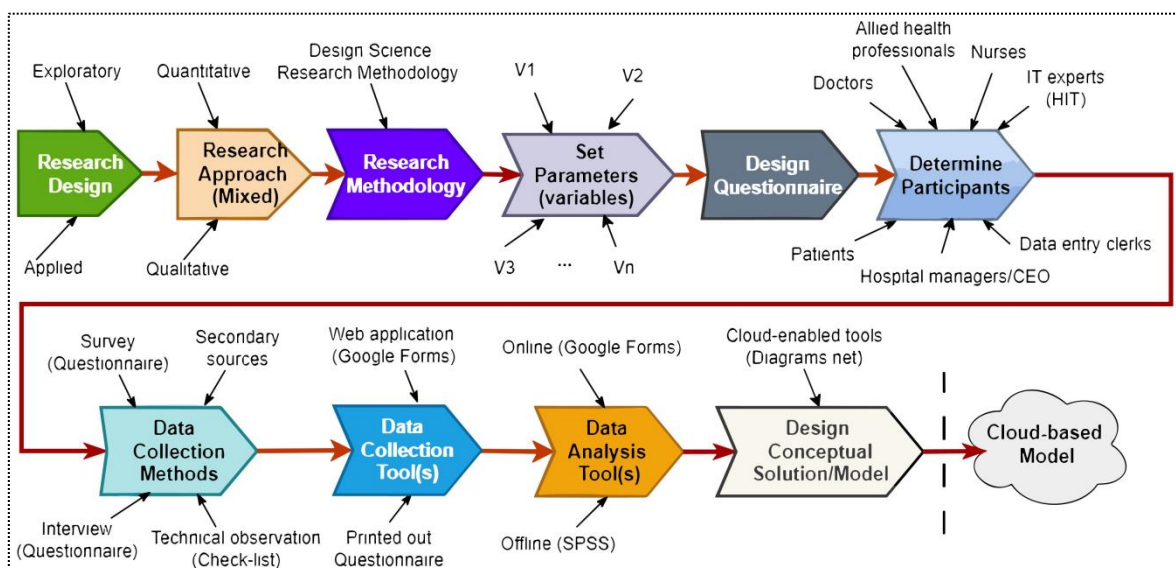 Exploratory
Quantitative
Design Science
Research Methodology
V1
V2
Allied health
professionals
Nurses
Doctors
IT experts
(HIT)
Research
Design
Research
Approach
(Mixed)
Research
Methodology
Set
Parameters
(variables)
Design
Questionnaire
Determine
Participants
Applied
Qualitative
V3
...
Vn
Patients
Hospital managers/CEO
Data entry clerks
Survey
(Questionnaire)
Secondary
sources
Web application
(Google Forms)
Online (Google Forms)
Cloud-enabled tools
(Diagrams net)
Data
Collection
Methods
Data
Collection
Tool(s)
Data
Analysis
Tool(s)
Design
Conceptual
Solution/Model
Cloud-based
Model
Interview
(Questionnaire)
Technical observation
(Check-list)
Printed out
Questionnaire
Offline (SPSS)